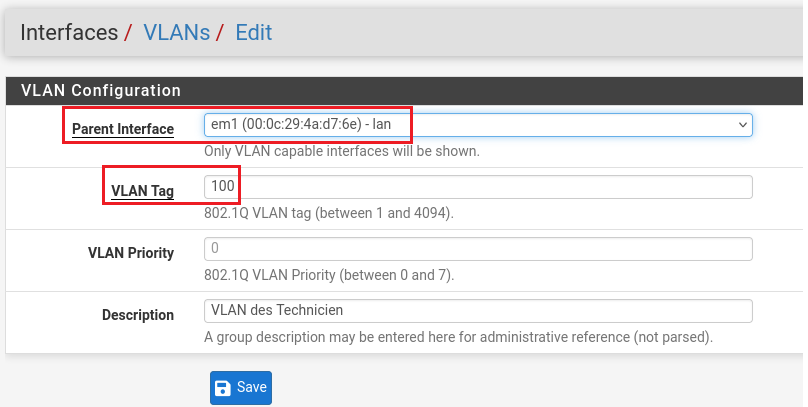 Interfaces / VLANs / Edit
VLAN Configuration
Parent Interface em1 (00:0c:29:4a:d7:6e) - lan
Only VLAN capable interfaces will be shown.
VLAN Tag 100
802.1Q VLAN tag (between 1 and 4094).
VLAN Priority 0
802.1Q VLAN Priority (between 0 and 7).
Description VLAN des Technicien
A group description may be entered here for administrative reference (not parsed).
Save